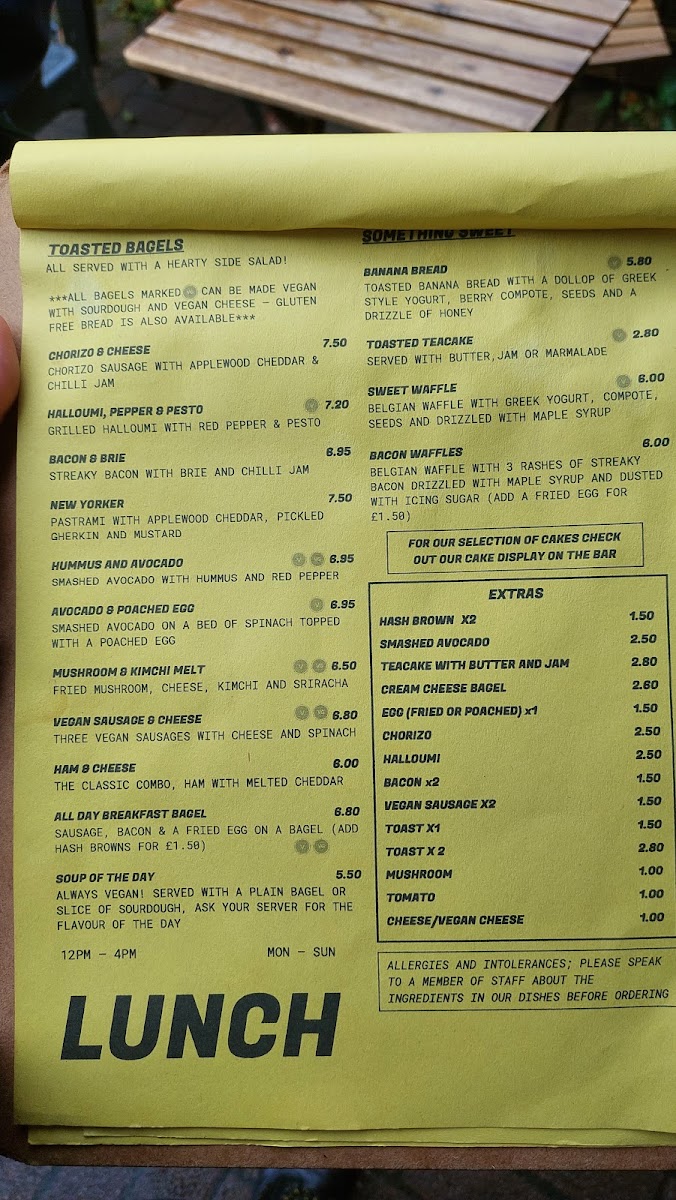 TOASTED BAGELS
ALL SERVED WITH A HEARTY SIDE SALAD!
***ALL BAGELS MARKED VG CAN BE MADE VEGAN
WITH SOURDOUGH AND VEGAN CHEESE – GLUTEN
FREE BREAD IS ALSO AVAILABLE***
CHORIZO & CHEESE 7.50
CHORIZO SAUSAGE WITH APPLEWOOD CHEDDAR &
CHILLI JAM
HALLOUMI, PEPPER & PESTO V 7.20
GRILLED HALLOUMI WITH RED PEPPER & PESTO
BACON & BRIE 6.95
STREAKY BACON WITH BRIE AND CHILLI JAM
NEW YORKER 7.50
PASTRAMI WITH APPLEWOOD CHEDDAR, PICKLED
GHERKIN AND MUSTARD
HUMMUS AND AVOCADO V VG 6.95
SMASHED AVOCADO WITH HUMMUS AND RED PEPPER
AVOCADO & POACHED EGG V 6.95
SMASHED AVOCADO ON A BED OF SPINACH TOPPED
WITH A POACHED EGG
MUSHROOM & KIMCHI MELT V VG 6.50
FRIED MUSHROOM, CHEESE, KIMCHI AND SRIRACHA
VEGAN SAUSAGE & CHEESE V VG 6.80
THREE VEGAN SAUSAGES WITH CHEESE AND SPINACH
HAM & CHEESE 6.00
THE CLASSIC COMBO, HAM WITH MELTED CHEDDAR
ALL DAY BREAKFAST BAGEL 6.80
SAUSAGE, BACON & A FRIED EGG ON A BAGEL (ADD
HASH BROWNS FOR £1.50) V VG
SOUP OF THE DAY 5.50
ALWAYS VEGAN! SERVED WITH A PLAIN BAGEL OR
SLICE OF SOURDOUGH, ASK YOUR SERVER FOR THE
FLAVOUR OF THE DAY
12PM – 4PM MON – SUN
LUNCH
SOMETHING SWEET
BANANA BREAD V 5.80
TOASTED BANANA BREAD WITH A DOLLOP OF GREEK
STYLE YOGURT, BERRY COMPOTE, SEEDS AND A
DRIZZLE OF HONEY
TOASTED TEACAKE V 2.80
SERVED WITH BUTTER,JAM OR MARMALADE
SWEET WAFFLE V 6.00
BELGIAN WAFFLE WITH GREEK YOGURT, COMPOTE,
SEEDS AND DRIZZLED WITH MAPLE SYRUP
BACON WAFFLES 6.00
BELGIAN WAFFLE WITH 3 RASHES OF STREAKY
BACON DRIZZLED WITH MAPLE SYRUP AND DUSTED
WITH ICING SUGAR (ADD A FRIED EGG FOR
£1.50)
FOR OUR SELECTION OF CAKES CHECK
OUT OUR CAKE DISPLAY ON THE BAR
EXTRAS
HASH BROWN X2 1.50
SMASHED AVOCADO 2.50
TEACAKE WITH BUTTER AND JAM 2.80
CREAM CHEESE BAGEL 2.60
EGG (FRIED OR POACHED) x1 1.50
CHORIZO 2.50
HALLOUMI 2.50
BACON x2 1.50
VEGAN SAUSAGE X2 1.50
TOAST X1 1.50
TOAST X 2 2.80
MUSHROOM 1.00
TOMATO 1.00
CHEESE/VEGAN CHEESE 1.00
ALLERGIES AND INTOLERANCES; PLEASE SPEAK
TO A MEMBER OF STAFF ABOUT THE
INGREDIENTS IN OUR DISHES BEFORE ORDERING